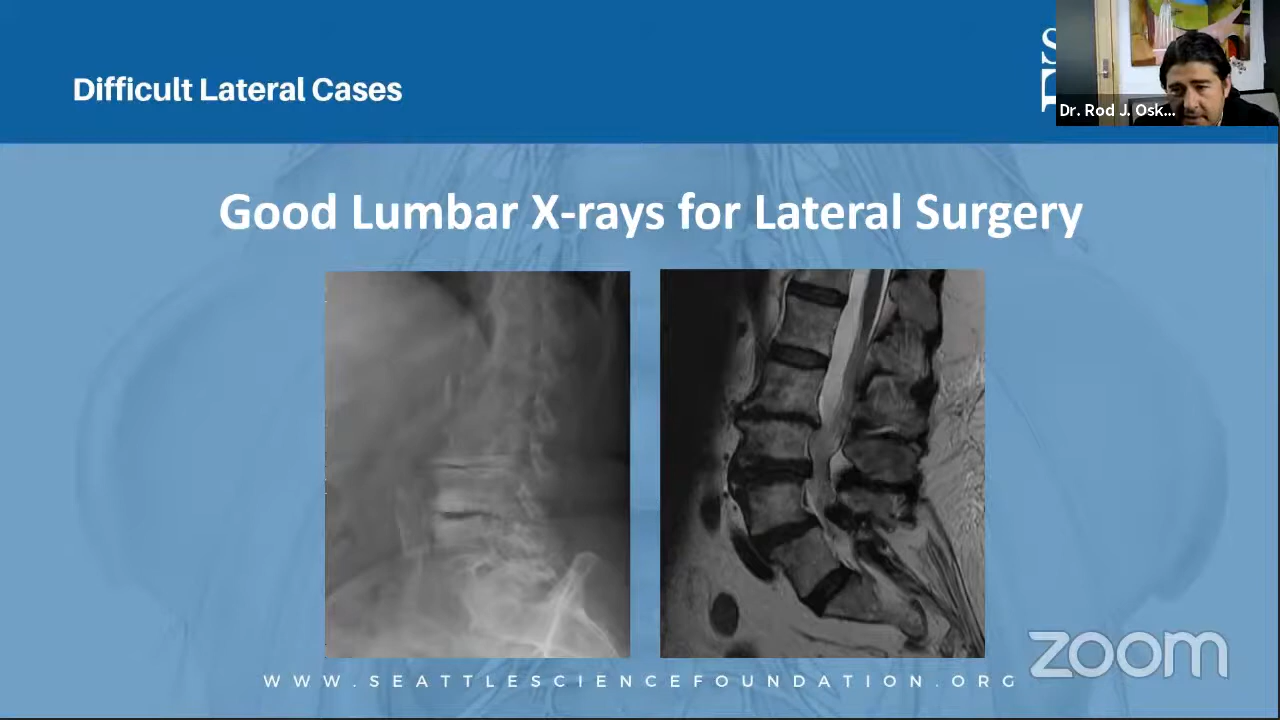 Difficult Lateral Cases
Dr. Rod J. Osk...
Good Lumbar X-rays for Lateral Surgery
zoom
WWW.SEATTLESCIENCEFOUNDATION.ORG